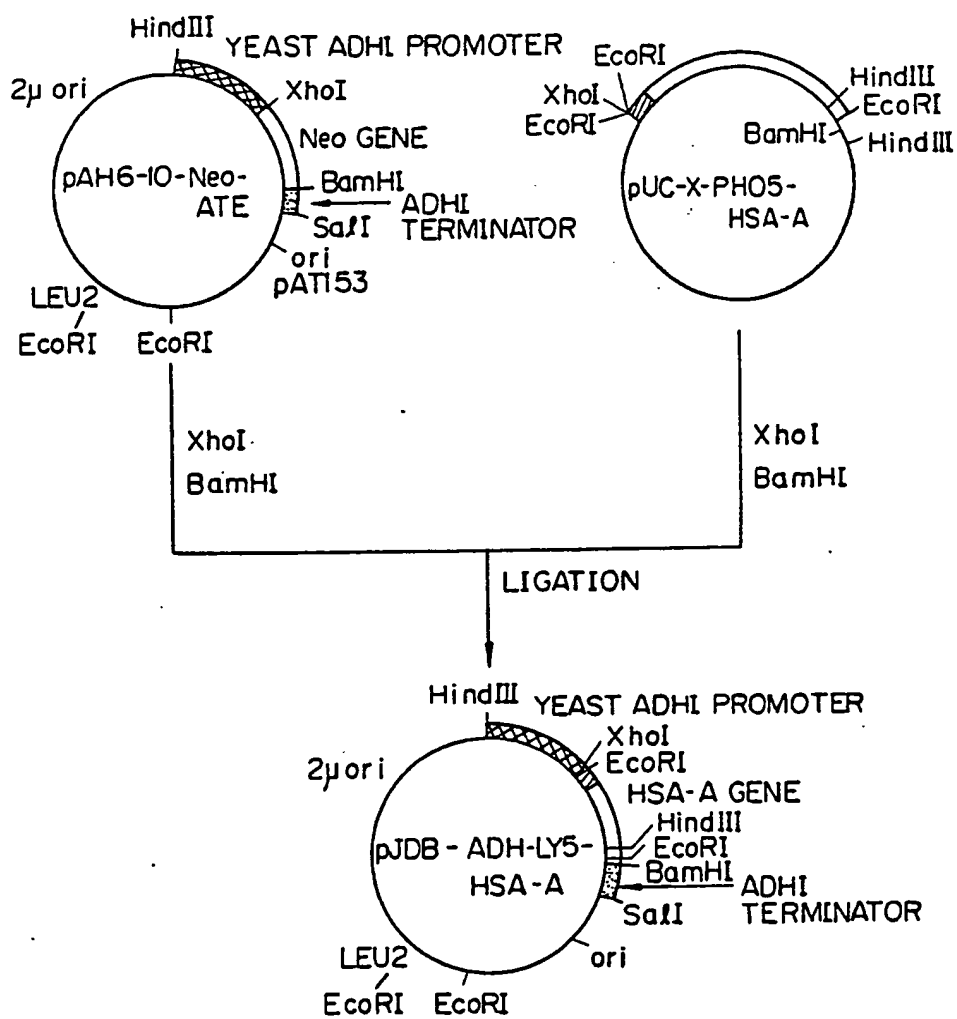 HindIII
YEAST ADHI PROMOTER
2μ ori
XhoI
Neo GENE
pAH6-10-Neo-
ATE
BamHI
ADHI
TERMINATOR
SalI
ori
pAT153
LEU2
EcoRI
EcoRI
EcoRI
XhoI
EcoRI
HindIII
EcoRI
BamHI
HindIII
pUC-X-PHO5-
HSA-A
XhoI
BamHI
XhoI
BamHI
LIGATION
HindIII
YEAST ADHI PROMOTER
XhoI
EcoRI
2μ ori
HSA-A GENE
HindIII
EcoRI
BamHI
pJDB - ADH-LY5-
HSA-A
ADHI
TERMINATOR
SalI
ori
LEU2
EcoRI
EcoRI